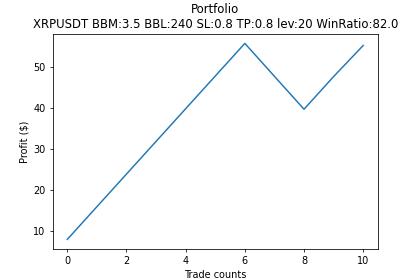 Portfolio
XRPUSDT BBM:3.5 BBL:240 SL:0.8 TP:0.8 lev:20 WinRatio:82.0
50
40
30
20
10
Profit ($)
0 2 4 6 8 10
Trade counts